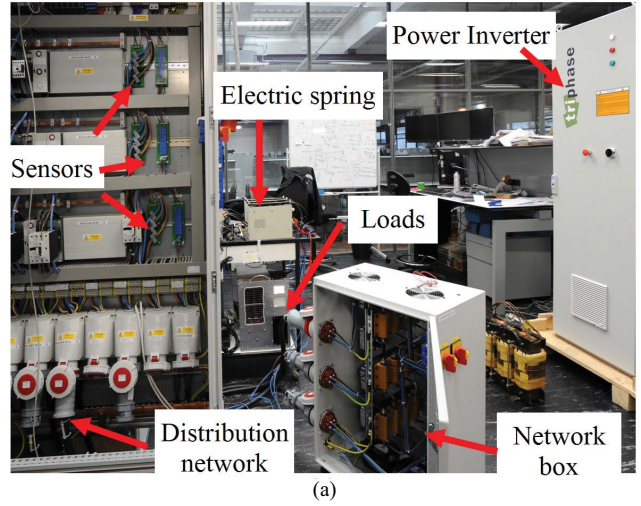 Power Inverter
triphase
Electric spring
Sensors
Loads
Distribution
network
Network
box
(a)